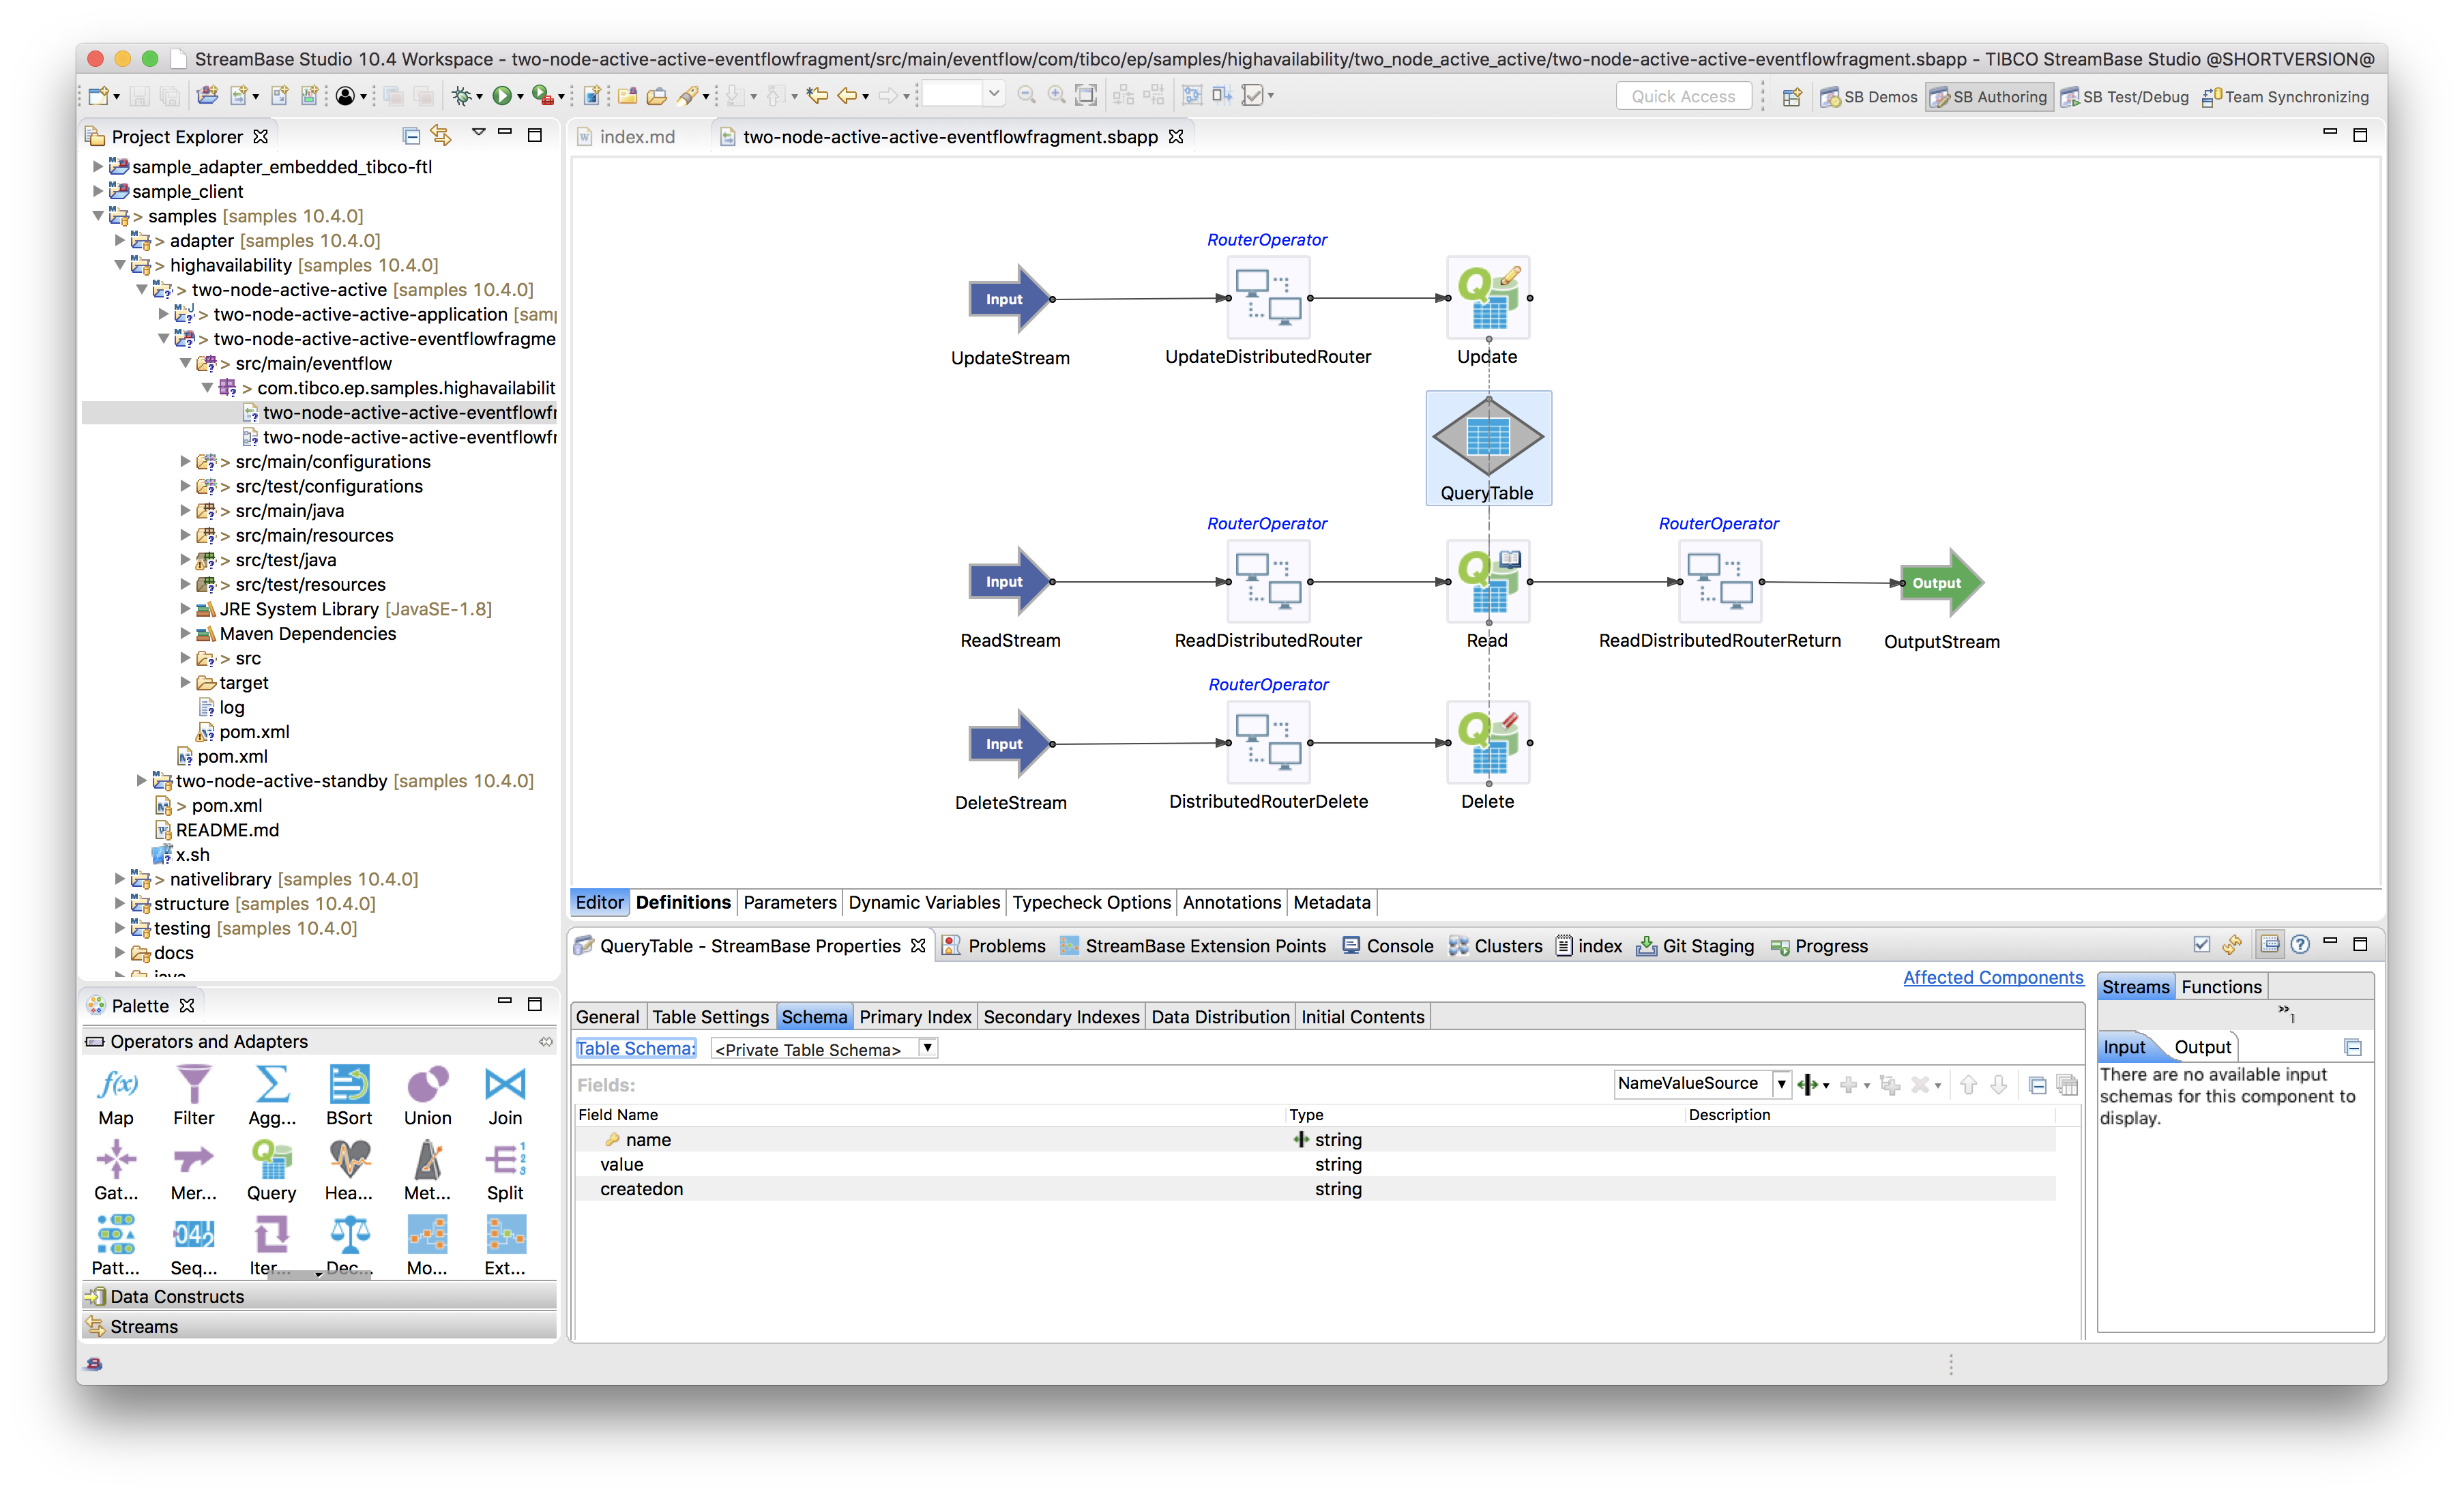 StreamBase Studio 10.4 Workspace - two-node-active-active-eventflowfragment/src/main/eventflow/com/tibco/ep/samples/highavailability/two_node_active_active/two-node-active-active-eventflowfragment.sbapp - TIBCO StreamBase Studio @SHORTVERSION@
Quick Access
SB Demos
SB Authoring
SB Test/Debug
Team Synchronizing
Project Explorer
sample_adapter_embedded_tibco-ftl
sample_client
> samples [samples 10.4.0]
> adapter [samples 10.4.0]
> highavailability [samples 10.4.0]
> two-node-active-active [samples 10.4.0]
> two-node-active-active-application [samp
> two-node-active-active-eventflowfragme
> src/main/eventflow
> com.tibco.ep.samples.highavailabilit
two-node-active-active-eventflowfr
two-node-active-active-eventflowfr
> src/main/configurations
> src/test/configurations
> src/main/java
> src/main/resources
> src/test/java
> src/test/resources
JRE System Library [JavaSE-1.8]
Maven Dependencies
> src
target
log
pom.xml
pom.xml
two-node-active-standby [samples 10.4.0]
> pom.xml
README.md
x.sh
> nativelibrary [samples 10.4.0]
structure [samples 10.4.0]
testing [samples 10.4.0]
docs
java
Palette
Operators and Adapters
f(x)
Map
Filter
Agg...
BSort
Union
Join
Gat...
Mer...
Query
Hea...
Met...
Split
Patt...
Seq...
Iter...
Dec...
Mo...
Ext...
Data Constructs
Streams
index.md
two-node-active-active-eventflowfragment.sbapp
RouterOperator
Input
UpdateStream
UpdateDistributedRouter
Update
QueryTable
RouterOperator
RouterOperator
Input
Output
ReadStream
ReadDistributedRouter
Read
ReadDistributedRouterReturn
OutputStream
RouterOperator
Input
DeleteStream
DistributedRouterDelete
Delete
Editor
Definitions
Parameters
Dynamic Variables
Typecheck Options
Annotations
Metadata
QueryTable - StreamBase Properties
Problems
StreamBase Extension Points
Console
Clusters
index
Git Staging
Progress
Affected Components
General
Table Settings
Schema
Primary Index
Secondary Indexes
Data Distribution
Initial Contents
Table Schema:
<Private Table Schema>
Fields:
NameValueSource
Field Name
Type
Description
name
string
value
string
createdon
string
Streams
Functions
»1
Input
Output
There are no available input
schemas for this component to
display.